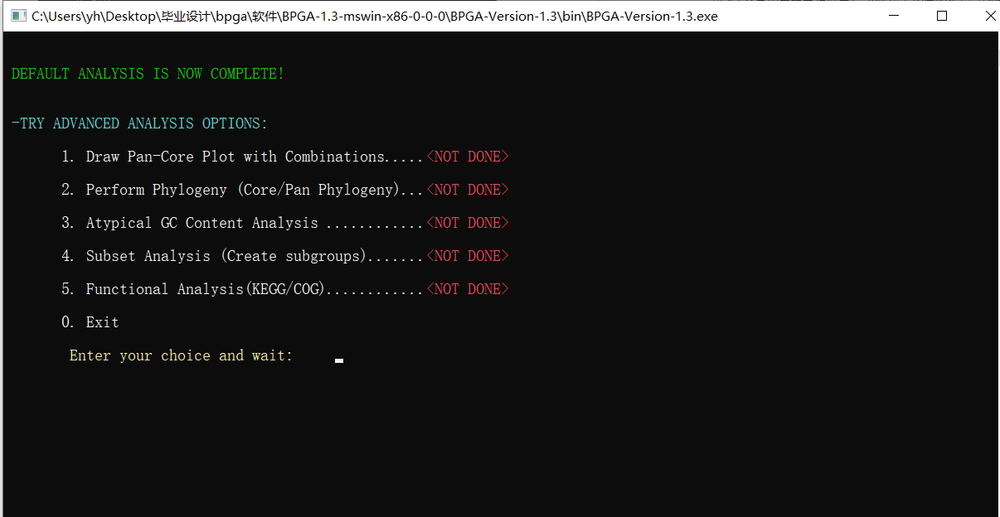 C:\Users\yh\Desktop\毕业设计\bpga\软件\BPGA-1.3-mswin-x86-0-0-0\BPGA-Version-1.3\bin\BPGA-Version-1.3.exe
DEFAULT ANALYSIS IS NOW COMPLETE!
-TRY ADVANCED ANALYSIS OPTIONS:
1. Draw Pan-Core Plot with Combinations.....<NOT DONE>
2. Perform Phylogeny (Core/Pan Phylogeny)...<NOT DONE>
3. Atypical GC Content Analysis ............<NOT DONE>
4. Subset Analysis (Create subgroups).......<NOT DONE>
5. Functional Analysis(KEGG/COG)............<NOT DONE>
0. Exit
Enter your choice and wait: